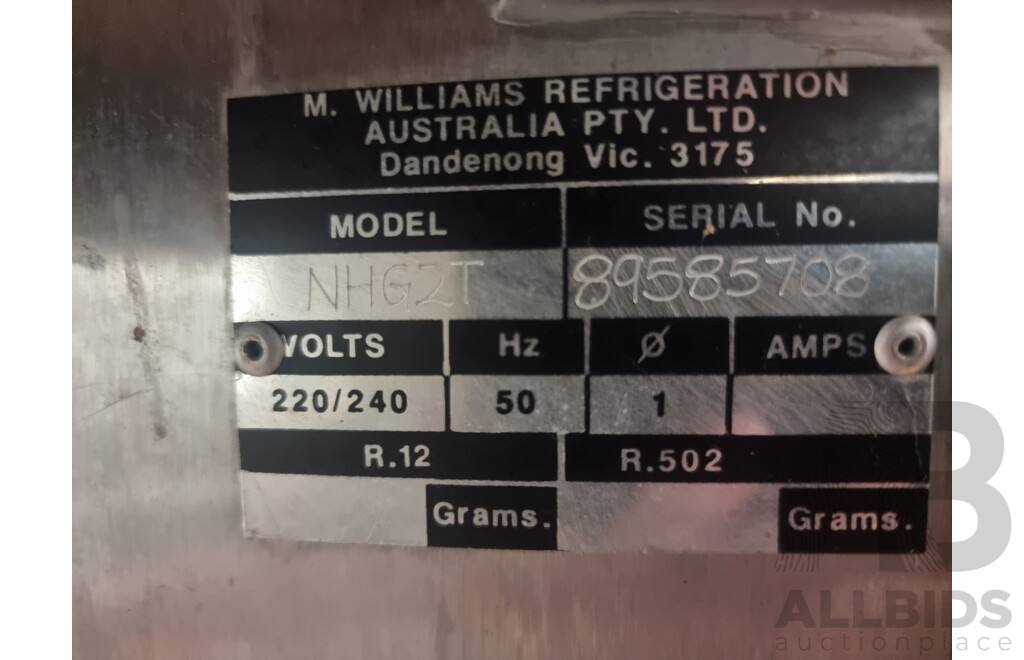 M. WILLIAMS REFRIGERATION
AUSTRALIA PTY. LTD.
Dandenong Vic. 3175
MODEL SERIAL No.
NHG2T 89585708
VOLTS Hz Ø AMPS
220/240 50 1
R.12 R.502
Grams. Grams.
B
ALLBIDS
auctionplace